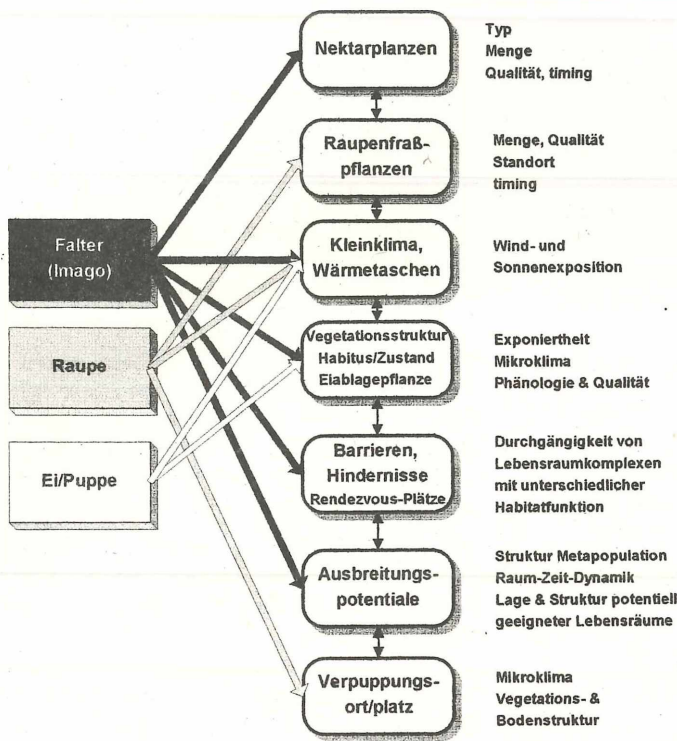 Nektarplanzen
Typ
Menge
Qualität, timing
Raupenfraß-
pflanzen
Menge, Qualität
Standort
timing
Falter
(Imago)
Kleinklima,
Wärmetaschen
Wind- und
Sonnenexposition
Raupe
Vegetationsstruktur
Habitus/Zustand
Eiablagepflanze
Exponiertheit
Mikroklima
Phänologie & Qualität
Ei/Puppe
Barrieren,
Hindernisse
Rendezvous-Plätze
Durchgängigkeit von
Lebensraumkomplexen
mit unterschiedlicher
Habitatfunktion
Ausbreitungs-
potentiale
Struktur Metapopulation
Raum-Zeit-Dynamik
Lage & Struktur potentiell
geeigneter Lebensräume
Verpuppungs-
ort/platz
Mikroklima
Vegetations- &
Bodenstruktur